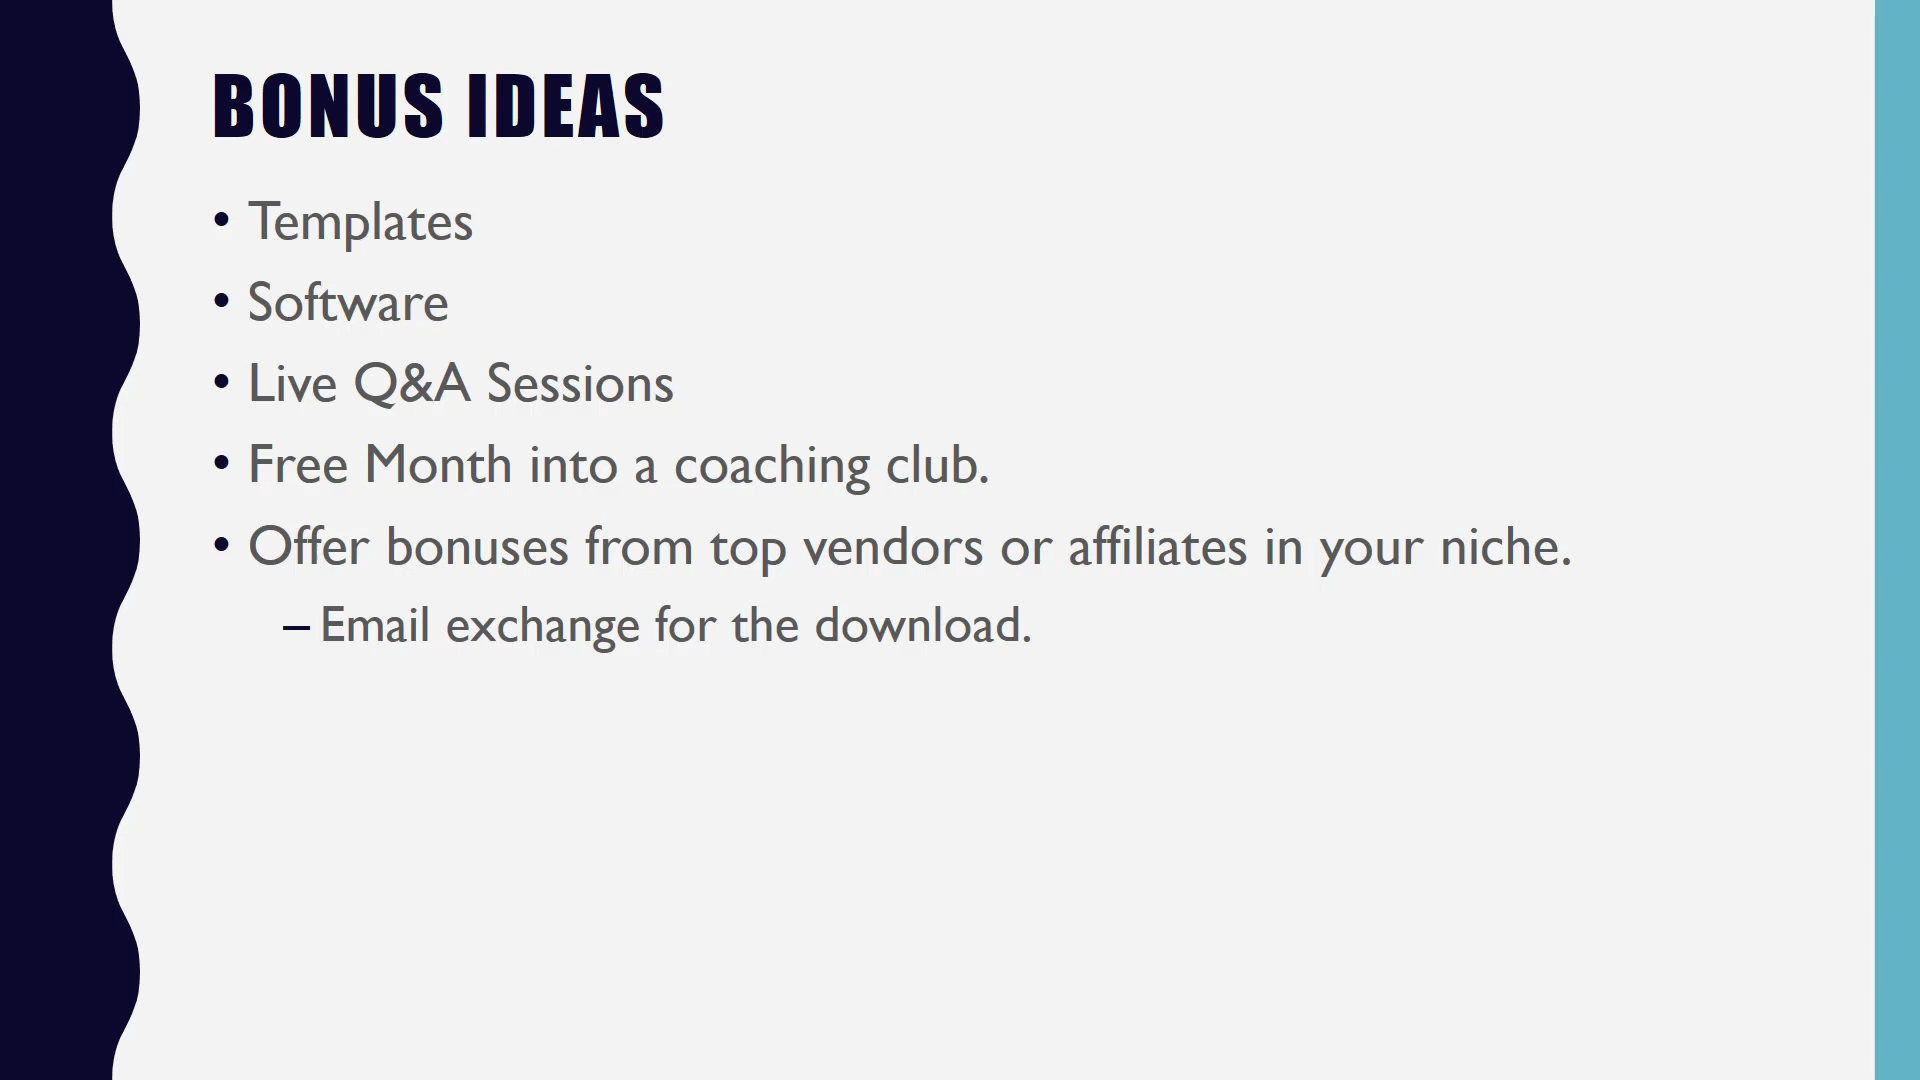 BONUS IDEAS
• Templates
• Software
• Live Q&A Sessions
• Free Month into a coaching club.
• Offer bonuses from top vendors or affiliates in your niche.
– Email exchange for the download.